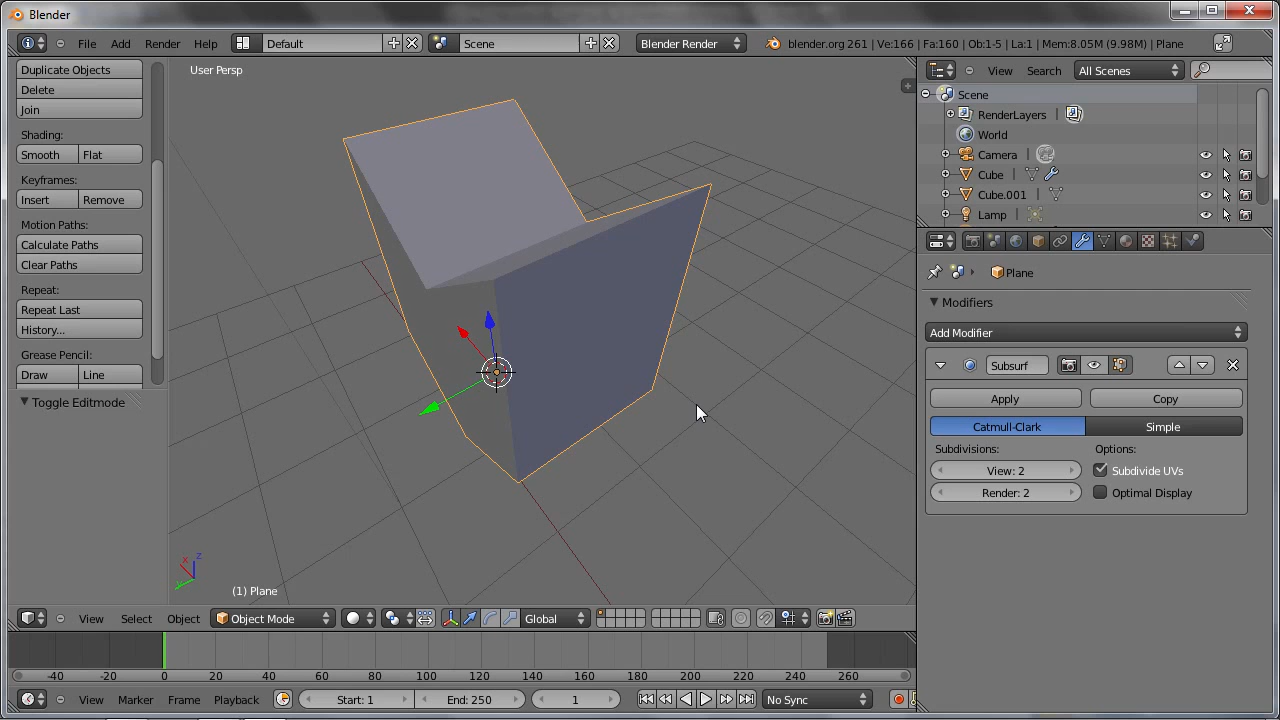 Blender
File Add Render Help Default Scene Blender Render blender.org 261 | Ve:166 | Fa:160 | Ob:1-5 | La:1 | Mem:8.05M (9.98M) | Plane
Duplicate Objects
Delete
Join
Shading:
Smooth Flat
Keyframes:
Insert Remove
Motion Paths:
Calculate Paths
Clear Paths
Repeat:
Repeat Last
History...
Grease Pencil:
Draw Line
Toggle Editmode
User Persp
x
y
z
(1) Plane
View Select Object Object Mode Global
-40 -20 0 20 40 60 80 100 120 140 160 180 200 220 240 260
View Marker Frame Playback Start: 1 End: 250 1 No Sync
View Search All Scenes
Scene
RenderLayers |
World
Camera |
Cube |
Cube.001 |
Lamp |
Plane
Modifiers
Add Modifier
Subsurf
Apply Copy
Catmull-Clark Simple
Subdivisions: Options:
View: 2 Subdivide UVs
Render: 2 Optimal Display